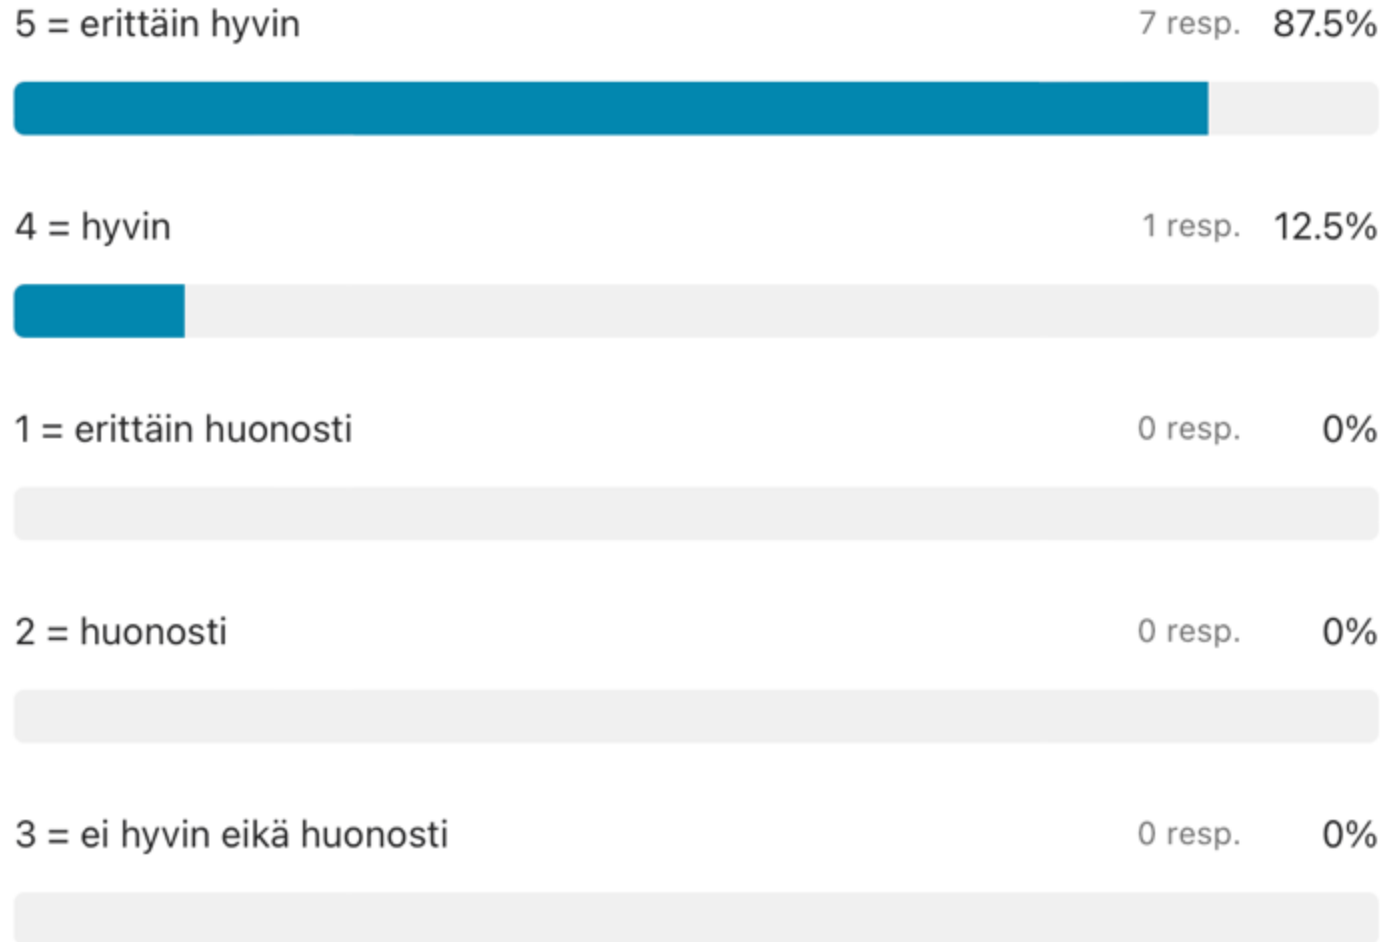 5 = erittäin hyvin 7 resp. 87.5%
4 = hyvin 1 resp. 12.5%
1 = erittäin huonosti 0 resp. 0%
2 = huonosti 0 resp. 0%
3 = ei hyvin eikä huonosti 0 resp. 0%